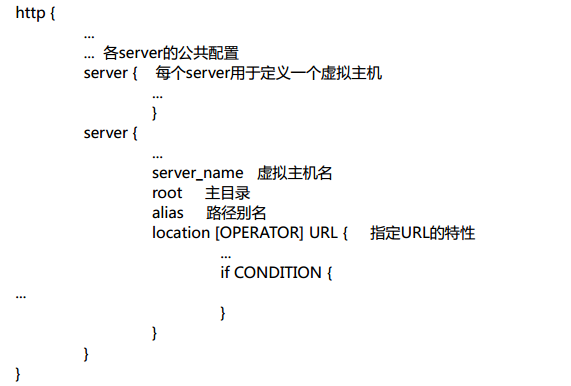 http {
...
... 各server的公共配置
server { 每个server用于定义一个虚拟主机
...
}
server {
...
server_name 虚拟主机名
root 主目录
alias 路径别名
location [OPERATOR] URL { 指定URL的特性
...
if CONDITION {
...
}
}
}
}